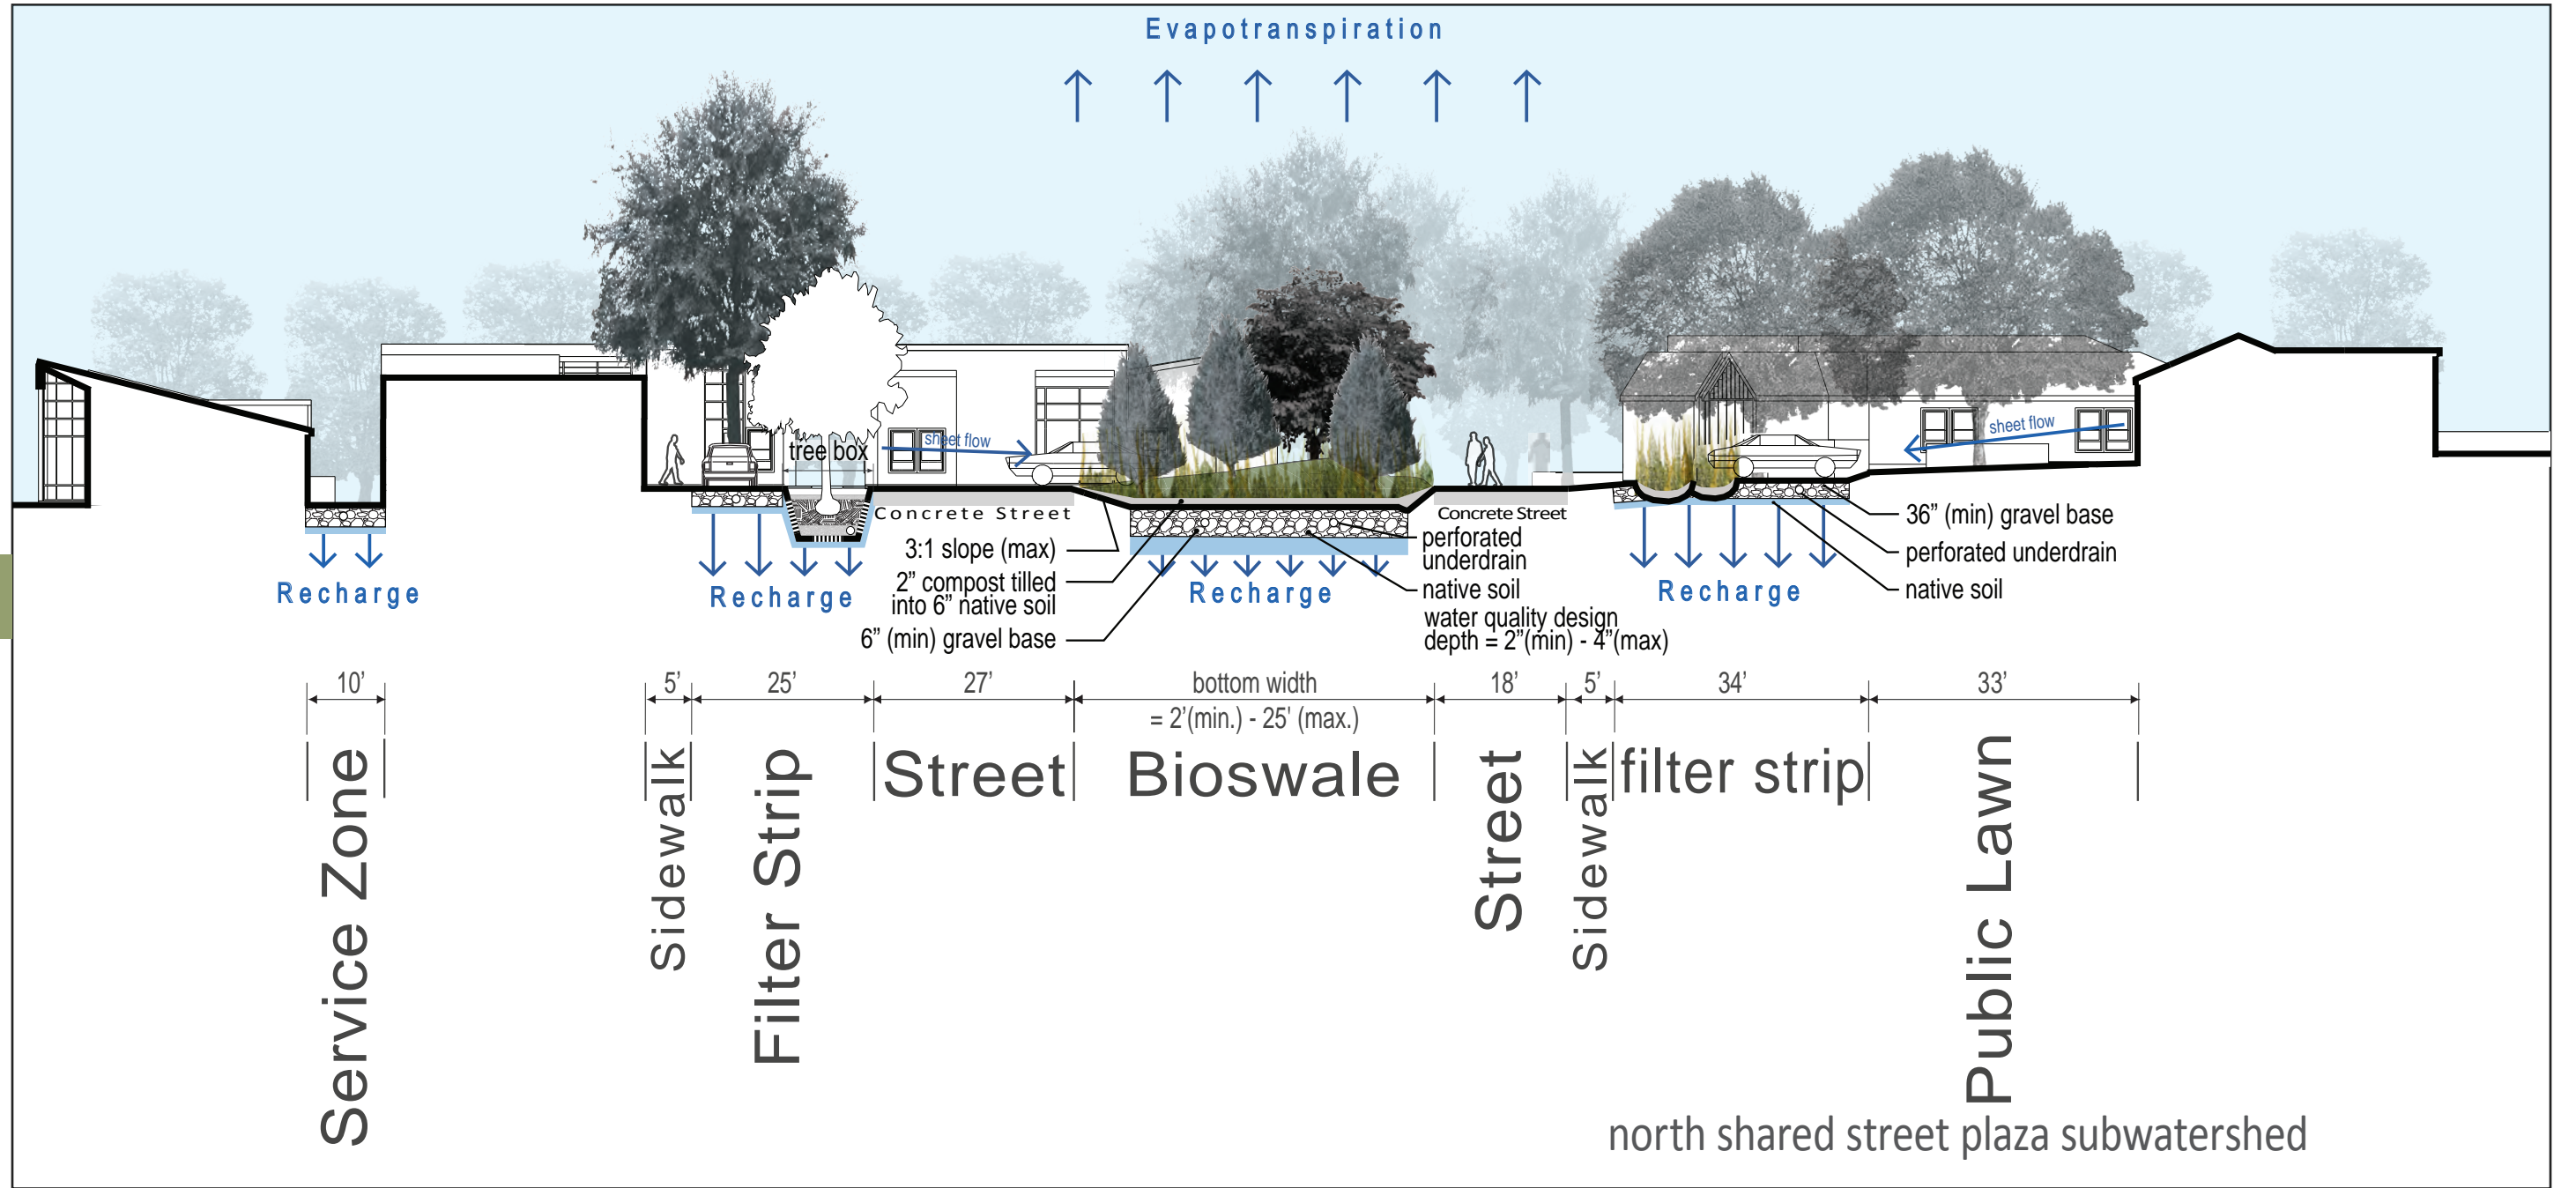 Evapotranspiration
tree box
sheet flow
sheet flow
Concrete Street
Concrete Street
3:1 slope (max)
2” compost tilled
into 6” native soil
6” (min) gravel base
perforated
underdrain
native soil
water quality design
depth = 2”(min) - 4”(max)
36” (min) gravel base
perforated underdrain
native soil
Recharge
Recharge
Recharge
Recharge
10’
5’
25’
27’
bottom width
= 2’(min.) - 25’ (max.)
18’
5’
34’
33’
Service Zone
Sidewalk
Filter Strip
Street
Bioswale
Street
Sidewalk
filter strip
Public Lawn
north shared street plaza subwatershed